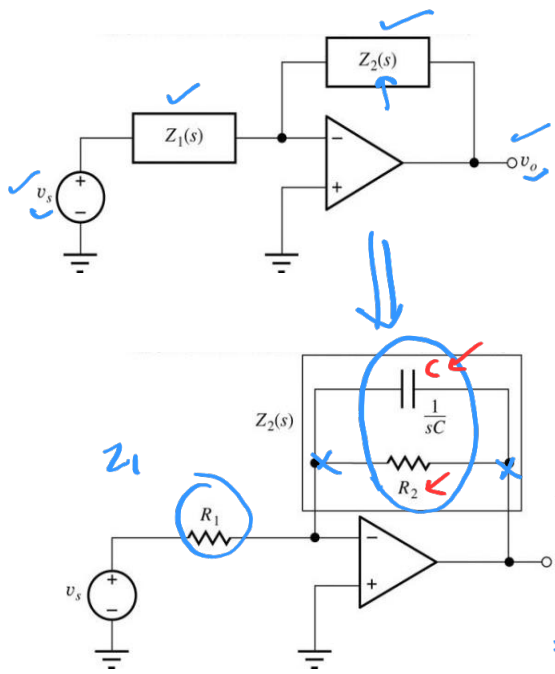 Z₂(s)
Z₁(s)
−
+
+
−
vₛ
vₒ
C
1
sC
Z₂(s)
Z1
R₂
R₁
−
+
+
−
vₛ